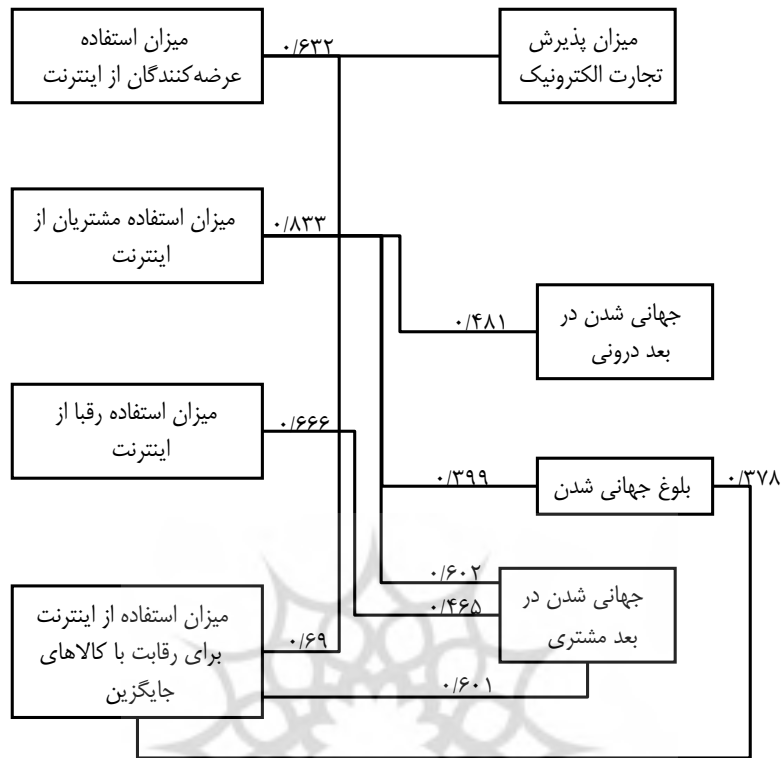 میزان پذیرش
تجارت الکترونیک
۰/۶۳۲
میزان استفاده
عرضه‌کنندگان از اینترنت
۰/۸۳۳
میزان استفاده مشتریان از
اینترنت
جهانی شدن در
بعد درونی
۰/۴۸۱
میزان استفاده رقبا از
اینترنت
۰/۶۶۶
۰/۳۷۸
بلوغ جهانی شدن
۰/۳۹۹
جهانی شدن در
بعد مشتری
۰/۶۰۲
۰/۴۶۵
۰/۶۰۱
۰/۶۹
میزان استفاده از اینترنت
برای رقابت با کالاهای
جایگزین